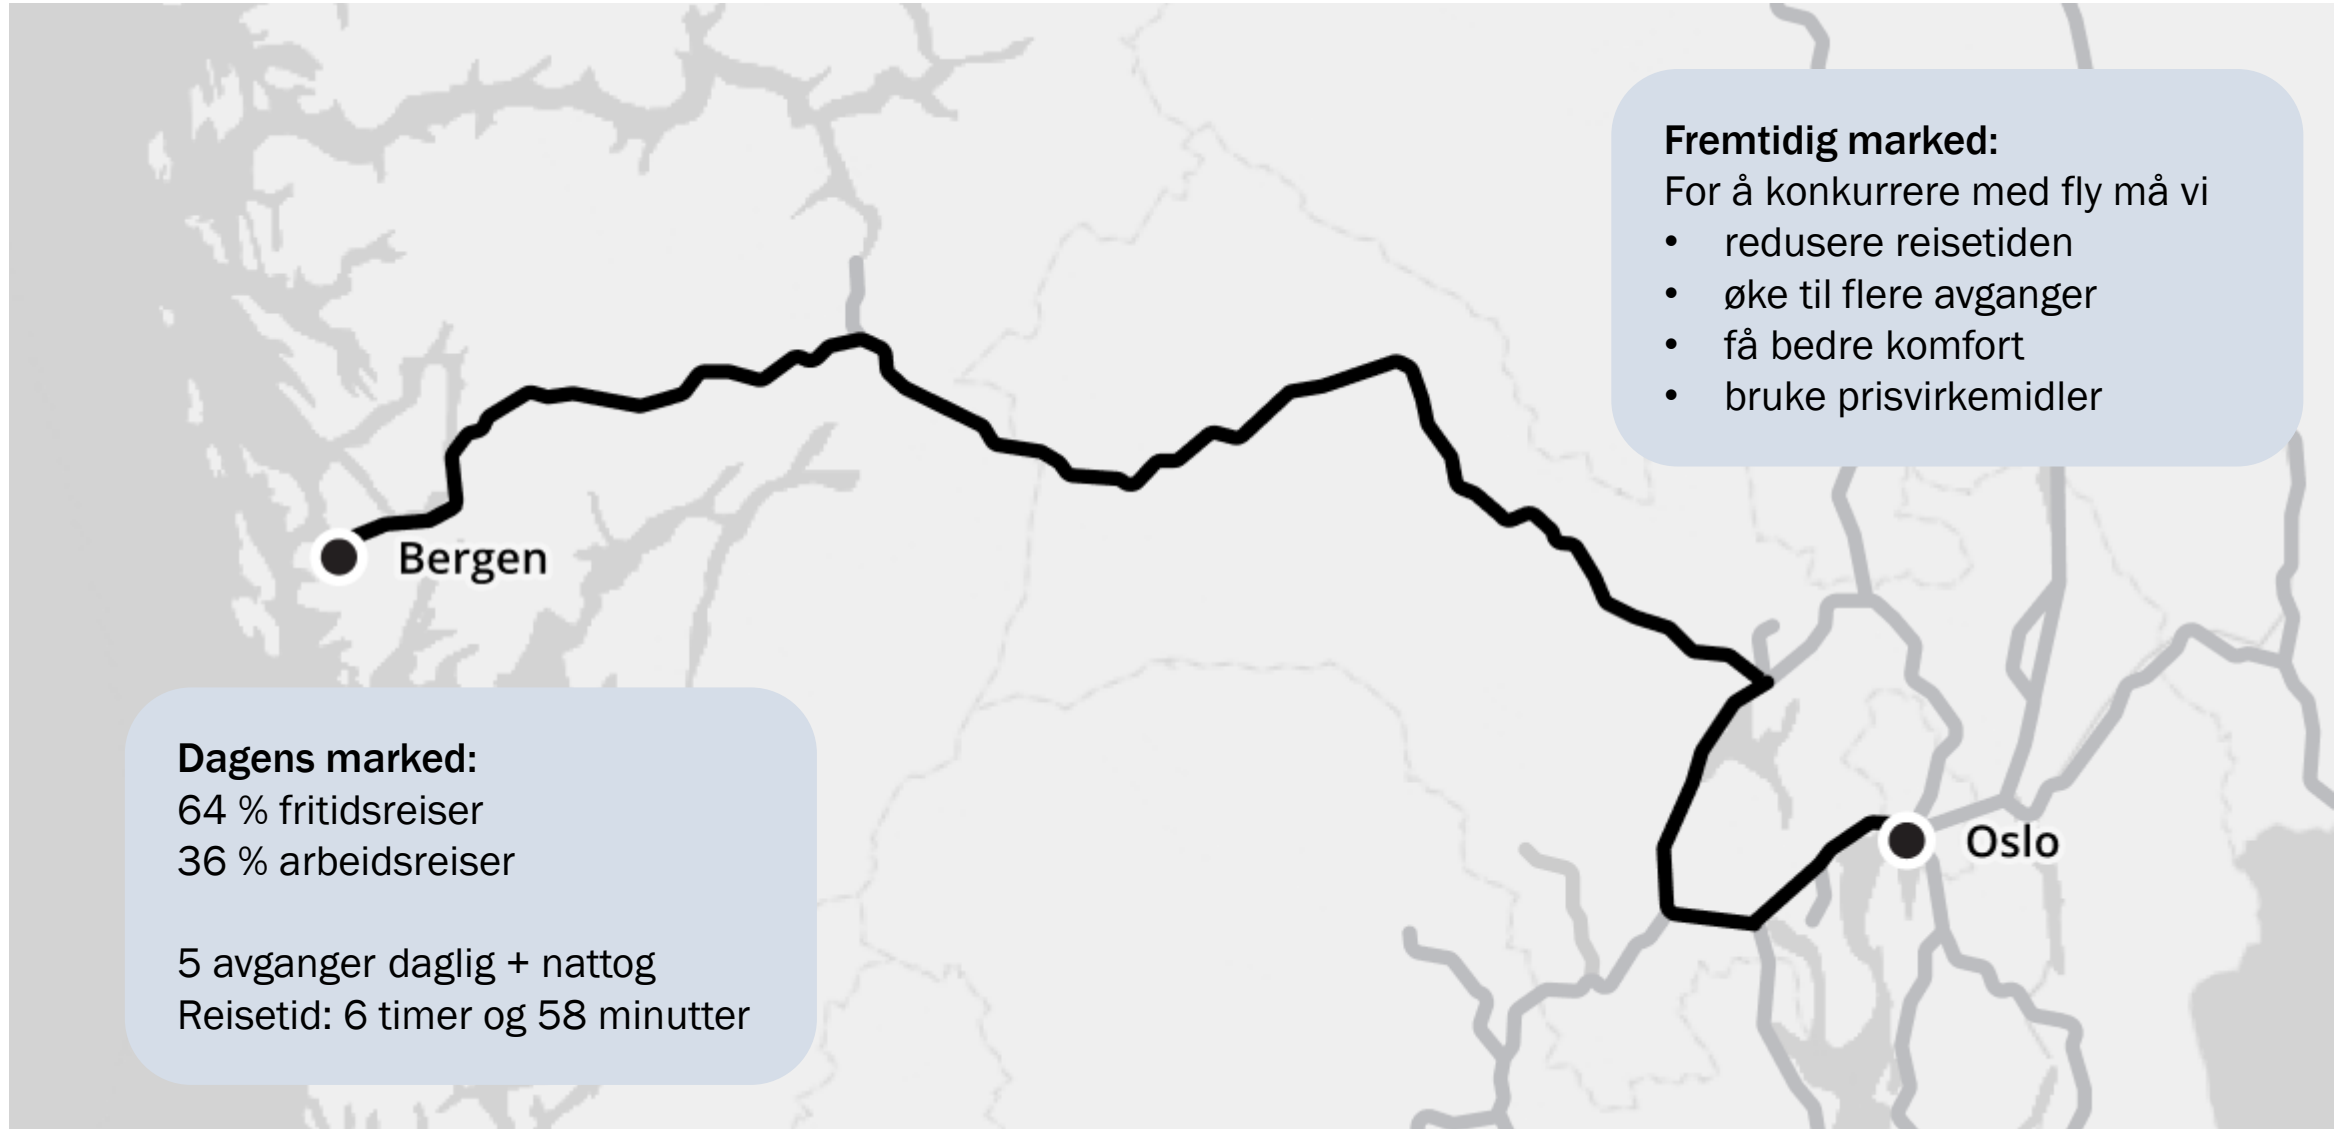 Fremtidig marked:
For å konkurrere med fly må vi
• redusere reisetiden
• øke til flere avganger
• få bedre komfort
• bruke prisvirkemidler
Bergen
Dagens marked:
64 % fritidsreiser
36 % arbeidsreiser
5 avganger daglig + nattog
Reisetid: 6 timer og 58 minutter
Oslo